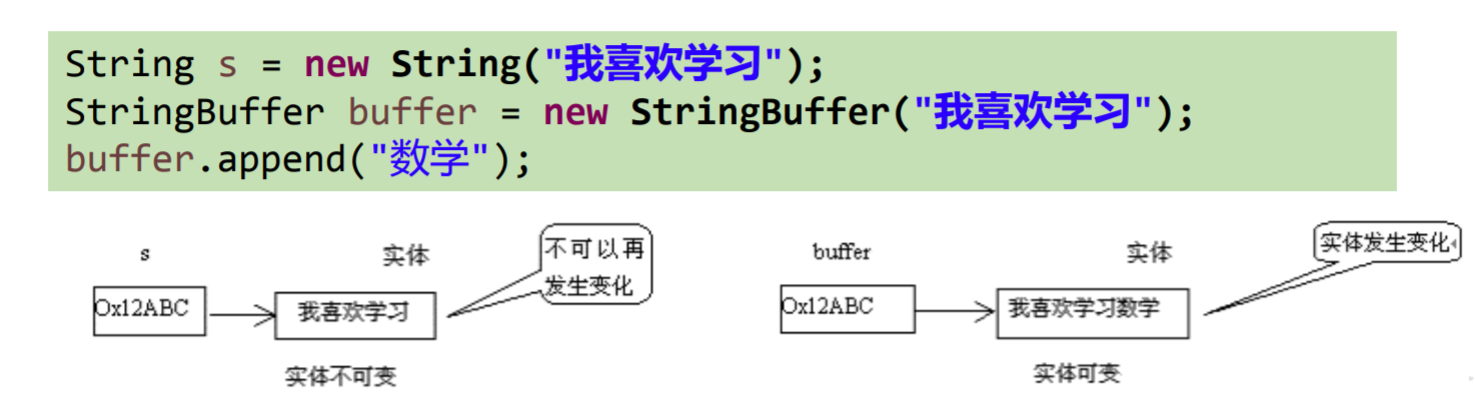 String s = new String("我喜欢学习");
StringBuffer buffer = new StringBuffer("我喜欢学习");
buffer.append("数学");
s
实体
不可以再
发生变化
Ox12ABC
我喜欢学习
实体不可变
buffer
实体
实体发生变化
Ox12ABC
我喜欢学习数学
实体可变